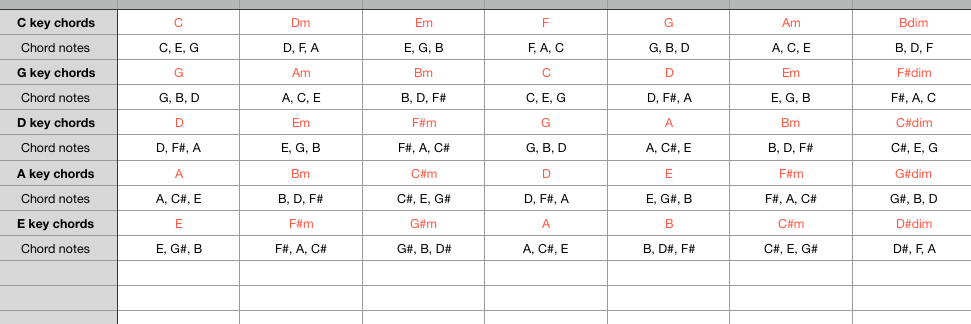 C key chords C Dm Em F G Am Bdim
Chord notes C, E, G D, F, A E, G, B F, A, C G, B, D A, C, E B, D, F
G key chords G Am Bm C D Em F#dim
Chord notes G, B, D A, C, E B, D, F# C, E, G D, F#, A E, G, B F#, A, C
D key chords D Em F#m G A Bm C#dim
Chord notes D, F#, A E, G, B F#, A, C# G, B, D A, C#, E B, D, F# C#, E, G
A key chords A Bm C#m D E F#m G#dim
Chord notes A, C#, E B, D, F# C#, E, G# D, F#, A E, G#, B F#, A, C# G#, B, D
E key chords E F#m G#m A B C#m D#dim
Chord notes E, G#, B F#, A, C# G#, B, D# A, C#, E B, D#, F# C#, E, G# D#, F, A